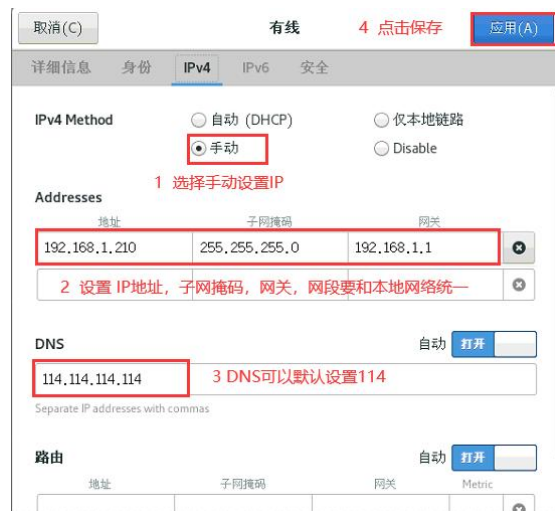 取消(C) 有线 4 点击保存 应用(A)
详细信息 身份 IPv4 IPv6 安全
IPv4 Method 自动 (DHCP) 仅本地链路
手动 Disable
1 选择手动设置IP
Addresses
地址 子网掩码 网关
192.168.1.210 255.255.255.0 192.168.1.1
2 设置 IP地址，子网掩码，网关，网段要和本地网络统一
DNS 自动 打开
114.114.114.114 3 DNS可以默认设置114
Separate IP addresses with commas
路由 自动 打开
地址 子网掩码 网关 Metric